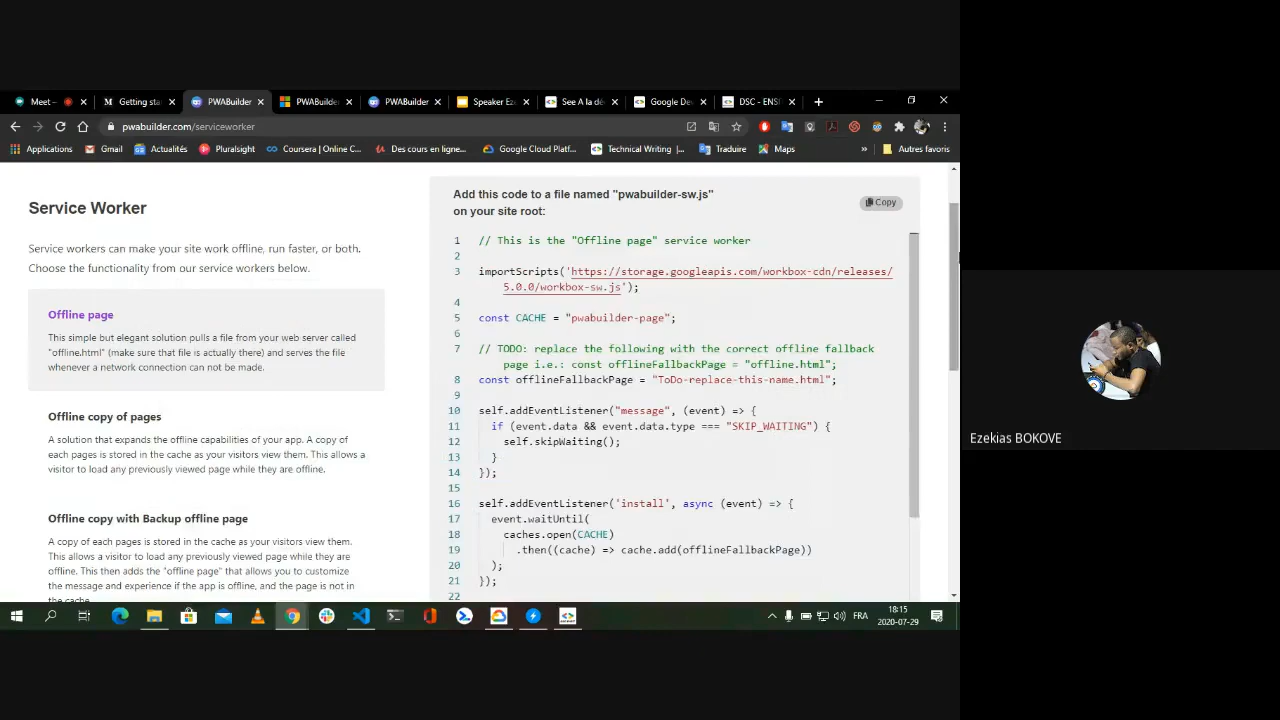 Meet –
Getting sta
PWABuilder
PWABuilde
PWABuilder
Speaker Eze
See A la dé
Google Dev
DSC - ENSI
pwabuilder.com/serviceworker
Applications
Gmail
Actualités
Pluralsight
Coursera | Online C...
Des cours en ligne...
Google Cloud Platf...
Technical Writing |...
Traduire
Maps
»
Autres favoris
Service Worker
Service workers can make your site work offline, run faster, or both.
Choose the functionality from our service workers below.
Offline page
This simple but elegant solution pulls a file from your web server called
"offline.html" (make sure that file is actually there) and serves the file
whenever a network connection can not be made.
Offline copy of pages
A solution that expands the offline capabilities of your app. A copy of
each pages is stored in the cache as your visitors view them. This allows a
visitor to load any previously viewed page while they are offline.
Offline copy with Backup offline page
A copy of each pages is stored in the cache as your visitors view them.
This allows a visitor to load any previously viewed page while they are
offline. This then adds the "offline page" that allows you to customize
the message and experience if the app is offline, and the page is not in
the cache.
Add this code to a file named "pwabuilder-sw.js"
on your site root:
Copy
1 // This is the "Offline page" service worker
2
3 importScripts('https://storage.googleapis.com/workbox-cdn/releases/
5.0.0/workbox-sw.js');
4
5 const CACHE = "pwabuilder-page";
6
7 // TODO: replace the following with the correct offline fallback
page i.e.: const offlineFallbackPage = "offline.html";
8 const offlineFallbackPage = "ToDo-replace-this-name.html";
9
10 self.addEventListener("message", (event) => {
11 if (event.data && event.data.type === "SKIP_WAITING") {
12 self.skipWaiting();
13 }
14 });
15
16 self.addEventListener('install', async (event) => {
17 event.waitUntil(
18 caches.open(CACHE)
19 .then((cache) => cache.add(offlineFallbackPage))
20 );
21 });
22
Ezekias BOKOVE
FRA
18:15
2020-07-29